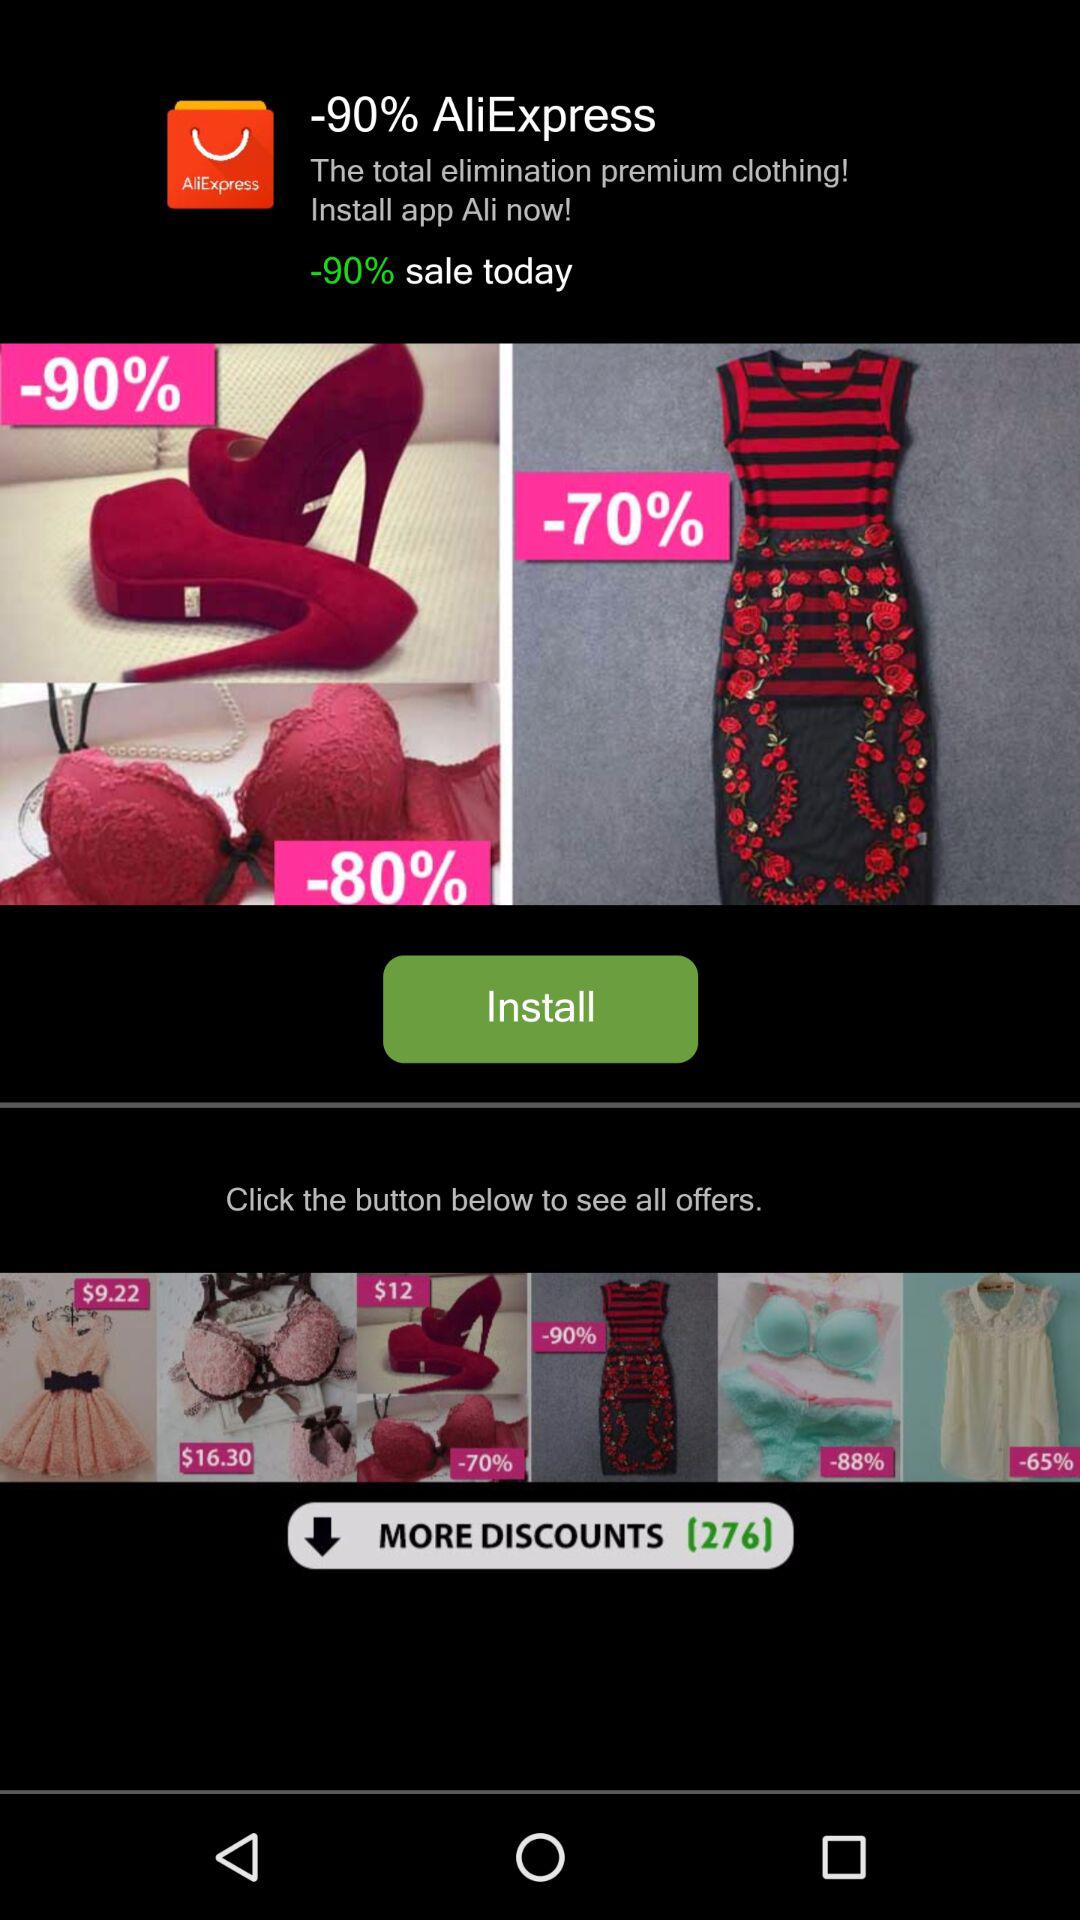 -90% AliExpress
AliExpress
The total elimination premium clothing!
Install app Ali now!
-90% sale today
-90%
-70%
-80%
Install
Click the button below to see all offers.
$9.22
$16.30
$12
-70%
-90%
-88%
-65%
MORE DISCOUNTS (276)